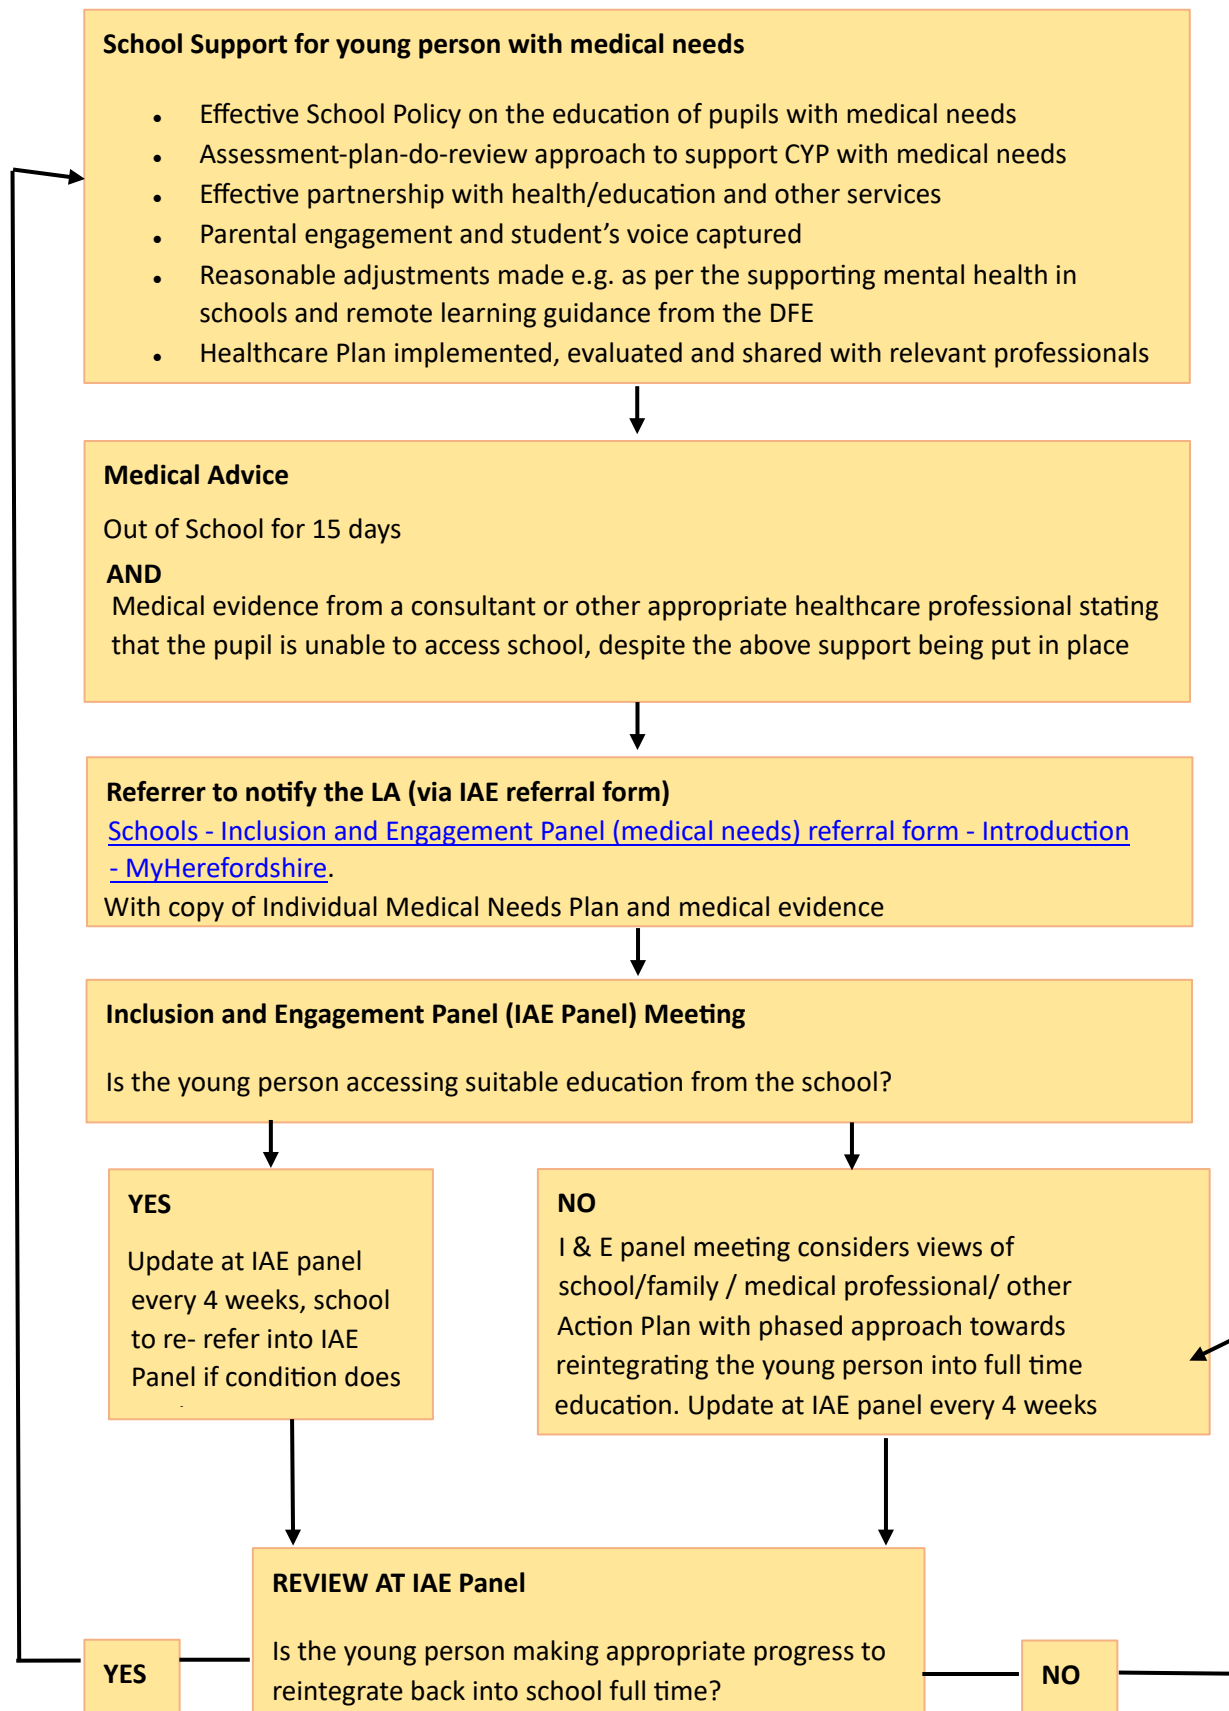 School Support for young person with medical needs
• Effective School Policy on the education of pupils with medical needs
• Assessment-plan-do-review approach to support CYP with medical needs
• Effective partnership with health/education and other services
• Parental engagement and student’s voice captured
• Reasonable adjustments made e.g. as per the supporting mental health in
schools and remote learning guidance from the DFE
• Healthcare Plan implemented, evaluated and shared with relevant professionals
Medical Advice
Out of School for 15 days
AND
Medical evidence from a consultant or other appropriate healthcare professional stating
that the pupil is unable to access school, despite the above support being put in place
Referrer to notify the LA (via IAE referral form)
Schools - Inclusion and Engagement Panel (medical needs) referral form - Introduction
- MyHerefordshire.
With copy of Individual Medical Needs Plan and medical evidence
Inclusion and Engagement Panel (IAE Panel) Meeting
Is the young person accessing suitable education from the school?
YES
Update at IAE panel
every 4 weeks, school
to re- refer into IAE
Panel if condition does
NO
I & E panel meeting considers views of
school/family / medical professional/ other
Action Plan with phased approach towards
reintegrating the young person into full time
education. Update at IAE panel every 4 weeks
REVIEW AT IAE Panel
Is the young person making appropriate progress to
reintegrate back into school full time?
YES
NO